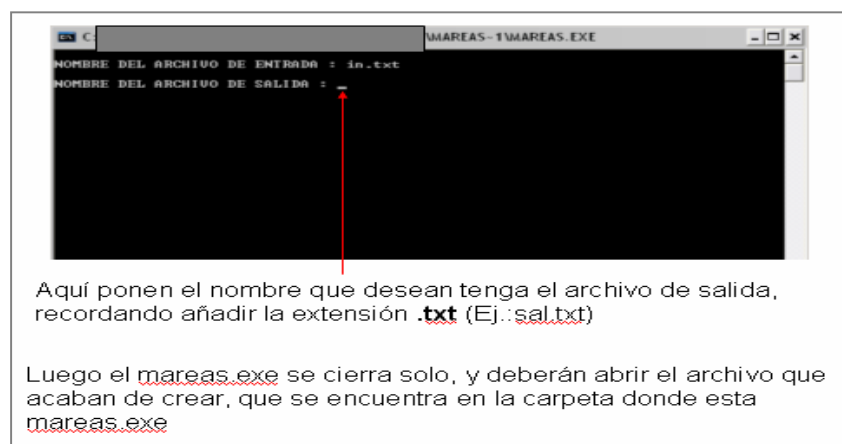 C:\MAREAS~1\MAREAS.EXE
NOMBRE DEL ARCHIVO DE ENTRADA : in.txt
NOMBRE DEL ARCHIVO DE SALIDA : _
Aquí ponen el nombre que desean tenga el archivo de salida,
recordando añadir la extensión .txt (Ej.:sal.txt)
Luego el mareas.exe se cierra solo, y deberán abrir el archivo que
acaban de crear, que se encuentra en la carpeta donde esta
mareas.exe